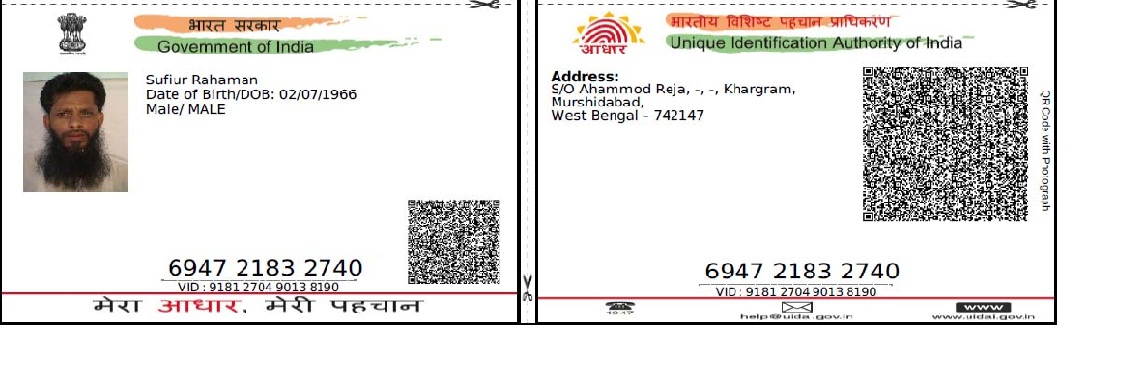 भारत सरकार
Government of India
Sufiur Rahaman
Date of Birth/DOB: 02/07/1966
Male/ MALE
6947 2183 2740
VID : 9181 2704 9013 8190
मेरा आधार, मेरी पहचान
भारतीय विशिष्ट पहचान प्राधिकरण
आधार
Unique Identification Authority of India
Address:
S/O Ahammod Reja, -, -, Khargram,
Murshidabad,
West Bengal - 742147
QR Code with Photograph
6947 2183 2740
VID : 9181 2704 9013 8190
1947
help@uidai.gov.in
www
www.uidai.gov.in